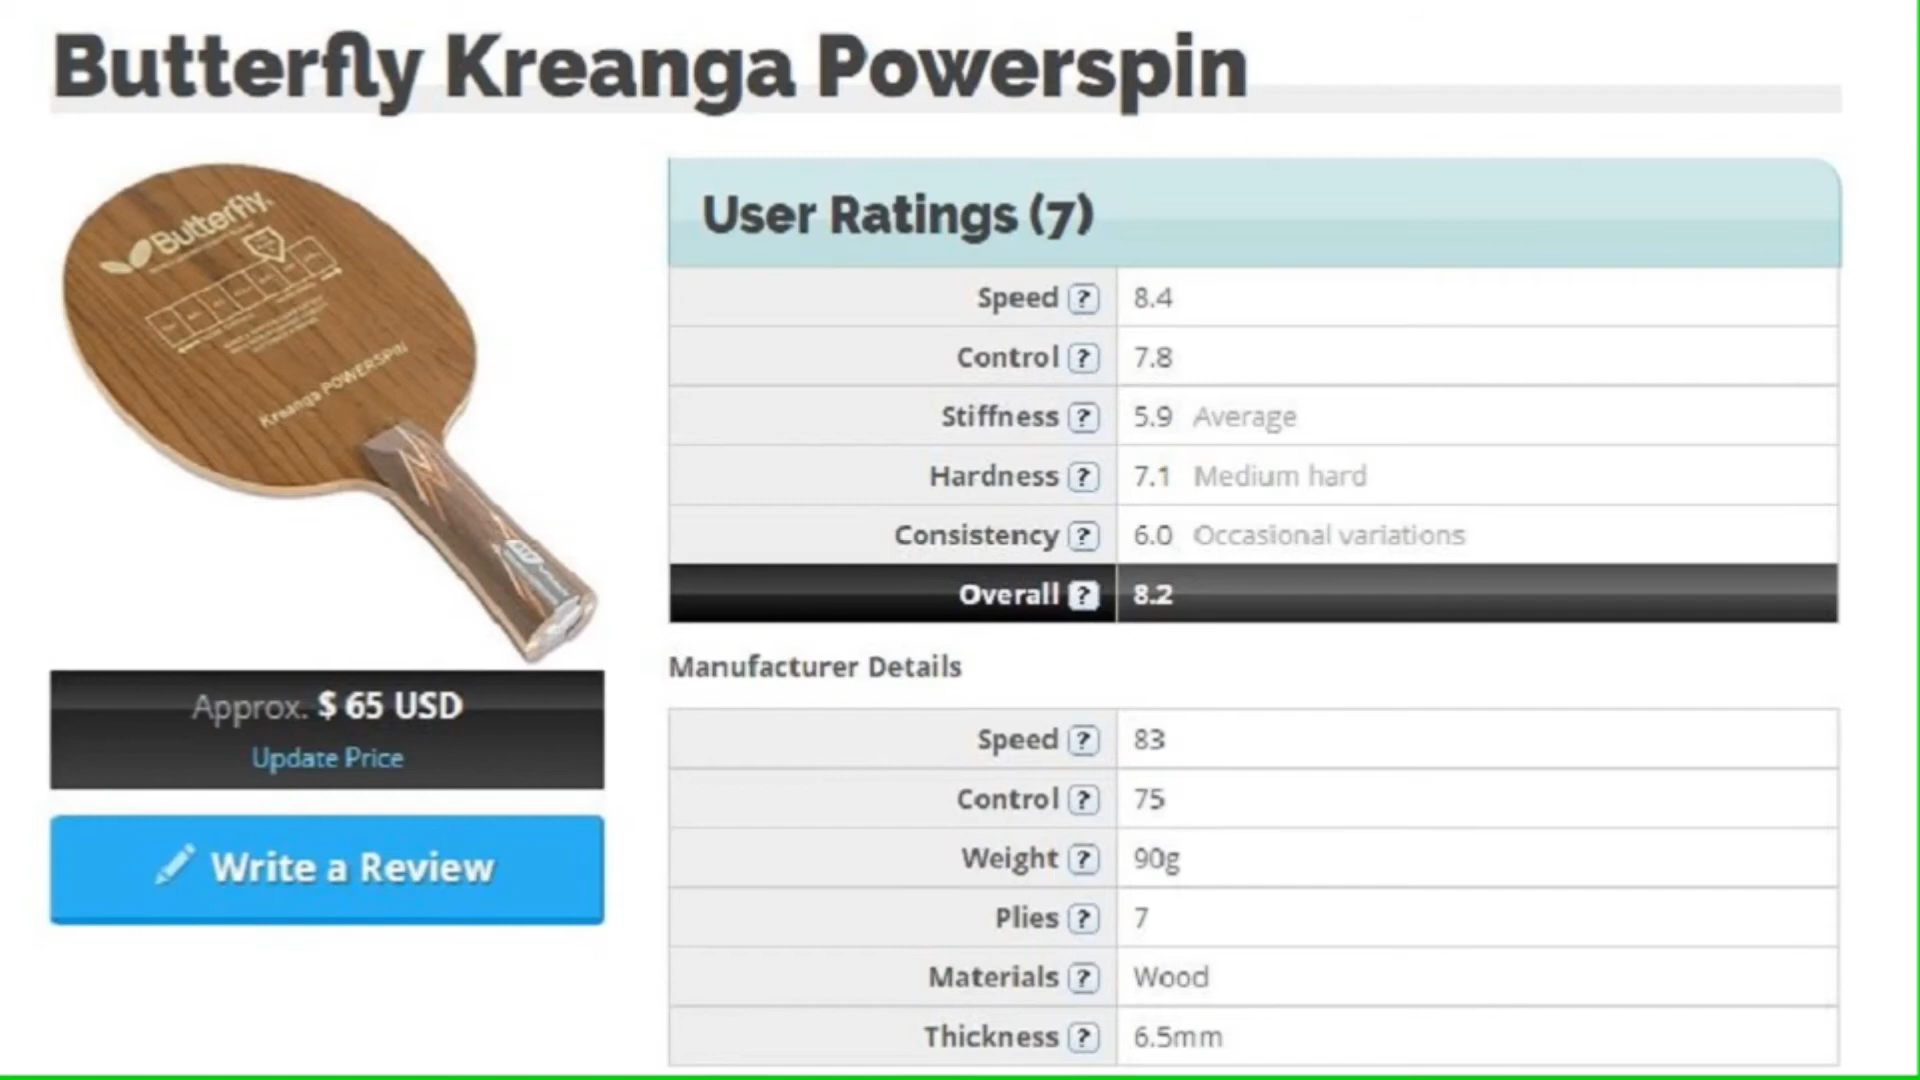 Butterfly Kreanga Powerspin
Butterfly
Kreanga POWERSPIN
Approx. $ 65 USD
Update Price
Write a Review
User Ratings (7)
Speed ? 8.4
Control ? 7.8
Stiffness ? 5.9 Average
Hardness ? 7.1 Medium hard
Consistency ? 6.0 Occasional variations
Overall ? 8.2
Manufacturer Details
Speed ? 83
Control ? 75
Weight ? 90g
Plies ? 7
Materials ? Wood
Thickness ? 6.5mm